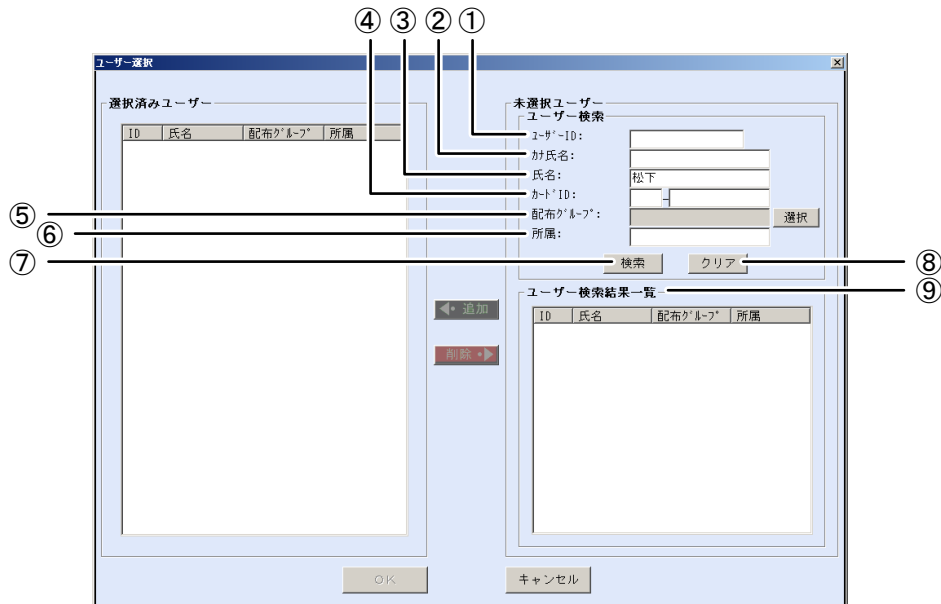 ④ ③ ② ①
ユーザー選択
選択済みユーザー
ID 氏名 配布ｸﾞﾙｰﾌﾟ 所属
未選択ユーザー
ユーザー検索
ﾕｰｻﾞｰID:
ｶﾅ氏名:
氏名: 松下
ｶｰﾄﾞID: -
⑤ 配布ｸﾞﾙｰﾌﾟ: 選択
⑥ 所属:
⑦ 検索 クリア ⑧
ユーザー検索結果一覧 ⑨
ID 氏名 配布ｸﾞﾙｰﾌﾟ 所属
追加
削除
OK キャンセル